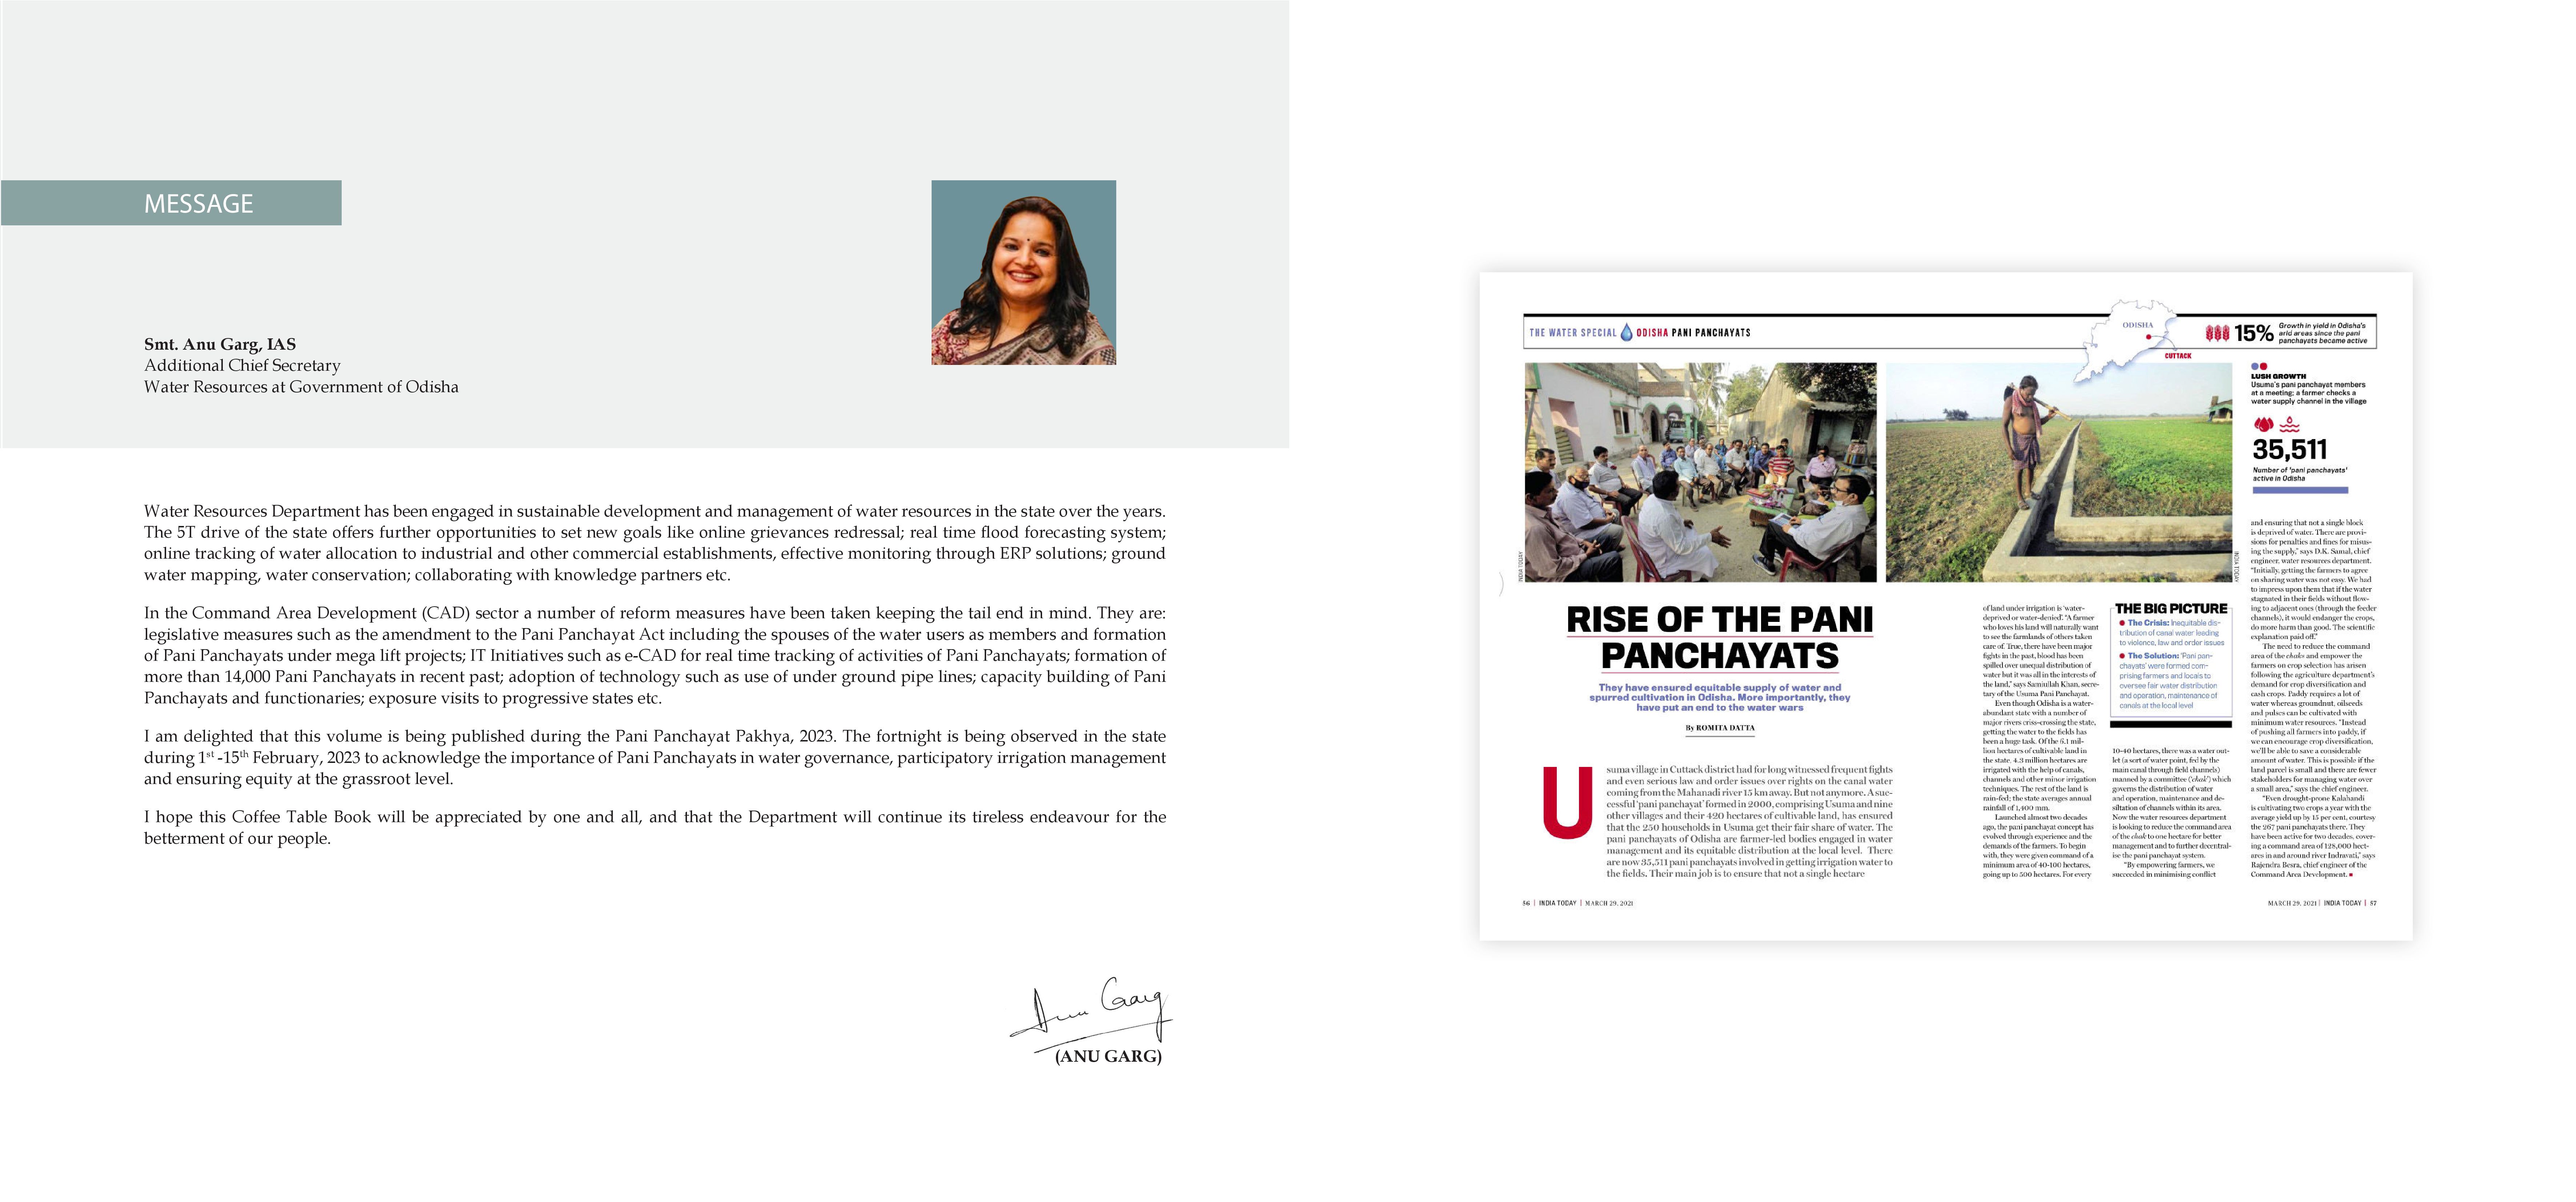 MESSAGE
Smt. Anu Garg, IAS
Additional Chief Secretary
Water Resources at Government of Odisha
Water Resources Department has been engaged in sustainable development and management of water resources in the state over the years.
The 5T drive of the state offers further opportunities to set new goals like online grievances redressal; real time flood forecasting system;
online tracking of water allocation to industrial and other commercial establishments, effective monitoring through ERP solutions; ground
water mapping, water conservation; collaborating with knowledge partners etc.
In the Command Area Development (CAD) sector a number of reform measures have been taken keeping the tail end in mind. They are:
legislative measures such as the amendment to the Pani Panchayat Act including the spouses of the water users as members and formation
of Pani Panchayats under mega lift projects; IT Initiatives such as e-CAD for real time tracking of activities of Pani Panchayats; formation of
more than 14,000 Pani Panchayats in recent past; adoption of technology such as use of under ground pipe lines; capacity building of Pani
Panchayats and functionaries; exposure visits to progressive states etc.
I am delighted that this volume is being published during the Pani Panchayat Pakhya, 2023. The fortnight is being observed in the state
during 1st -15th February, 2023 to acknowledge the importance of Pani Panchayats in water governance, participatory irrigation management
and ensuring equity at the grassroot level.
I hope this Coffee Table Book will be appreciated by one and all, and that the Department will continue its tireless endeavour for the
betterment of our people.
Anu Garg
(ANU GARG)
THE WATER SPECIAL ODISHA PANI PANCHAYATS
ODISHA
CUTTACK
15%
Growth in yield in Odisha's
arid areas since the pani
panchayats became active
INDIA TODAY
INDIA TODAY
LUSH GROWTH
Usuma's pani panchayat members
at a meeting; a farmer checks a
water supply channel in the village
35,511
Number of 'pani panchayats'
active in Odisha
RISE OF THE PANI
PANCHAYATS
They have ensured equitable supply of water and
spurred cultivation in Odisha. More importantly, they
have put an end to the water wars
By ROMITA DATTA
Usuma village in Cuttack district had for long witnessed frequent fights
and even serious law and order issues over rights on the canal water
coming from the Mahanadi river 15 km away. But not anymore. A suc-
cessful 'pani panchayat' formed in 2000, comprising Usuma and nine
other villages and their 420 hectares of cultivable land, has ensured
that the 250 households in Usuma get their fair share of water. The
pani panchayats of Odisha are farmer-led bodies engaged in water
management and its equitable distribution at the local level. There
are now 35,511 pani panchayats involved in getting irrigation water to
the fields. Their main job is to ensure that not a single hectare
of land under irrigation is 'water-
deprived or water-denied'. "A farmer
who loves his land will naturally want
to see the farmlands of others taken
care of. True, there have been major
fights in the past, blood has been
spilled over unequal distribution of
water but it was all in the interests of
the land," says Samiullah Khan, secre-
tary of the Usuma Pani Panchayat.
Even though Odisha is a water-
abundant state with a number of
major rivers criss-crossing the state,
getting the water to the fields has
been a huge task. Of the 6.1 mil-
lion hectares of cultivable land in
the state, 4.3 million hectares are
irrigated with the help of canals,
channels and other minor irrigation
techniques. The rest of the land is
rain-fed; the state averages annual
rainfall of 1,400 mm.
Launched almost two decades
ago, the pani panchayat concept has
evolved through experience and the
demands of the farmers. To begin
with, they were given command of a
minimum area of 40-100 hectares,
going up to 500 hectares. For every
THE BIG PICTURE
The Crisis: Inequitable dis-
tribution of canal water leading
to violence, law and order issues
The Solution: 'Pani pan-
chayats' were formed com-
prising farmers and locals to
oversee fair water distribution
and operation, maintenance of
canals at the local level
10-40 hectares, there was a water out-
let (a sort of water point, fed by the
main canal through field channels)
manned by a committee ('chak') which
governs the distribution of water
and operation, maintenance and de-
siltation of channels within its area.
Now the water resources department
is looking to reduce the command area
of the chak to one hectare for better
management and to further decentral-
ise the pani panchayat system.
"By empowering farmers, we
succeeded in minimising conflict
and ensuring that not a single block
is deprived of water. There are provi-
sions for penalties and fines for misus-
ing the supply," says D.K. Samal, chief
engineer, water resources department.
"Initially, getting the farmers to agree
on sharing water was not easy. We had
to impress upon them that if the water
stagnated in their fields without flow-
ing to adjacent ones (through the feeder
channels), it would endanger the crops,
do more harm than good. The scientific
explanation paid off."
The need to reduce the command
area of the chaks and empower the
farmers on crop selection has arisen
following the agriculture department's
demand for crop diversification and
cash crops. Paddy requires a lot of
water whereas groundnut, oilseeds
and pulses can be cultivated with
minimum water resources. "Instead
of pushing all farmers into paddy, if
we can encourage crop diversification,
we'll be able to save a considerable
amount of water. This is possible if the
land parcel is small and there are fewer
stakeholders for managing water over
a small area," says the chief engineer.
"Even drought-prone Kalahandi
is cultivating two crops a year with the
average yield up by 15 per cent, courtesy
the 267 pani panchayats there. They
have been active for two decades, cover-
ing a command area of 128,000 hect-
ares in and around river Indravati," says
Rajendra Besra, chief engineer of the
Command Area Development.
56 | INDIA TODAY | MARCH 29, 2021
MARCH 29, 2021 | INDIA TODAY | 57